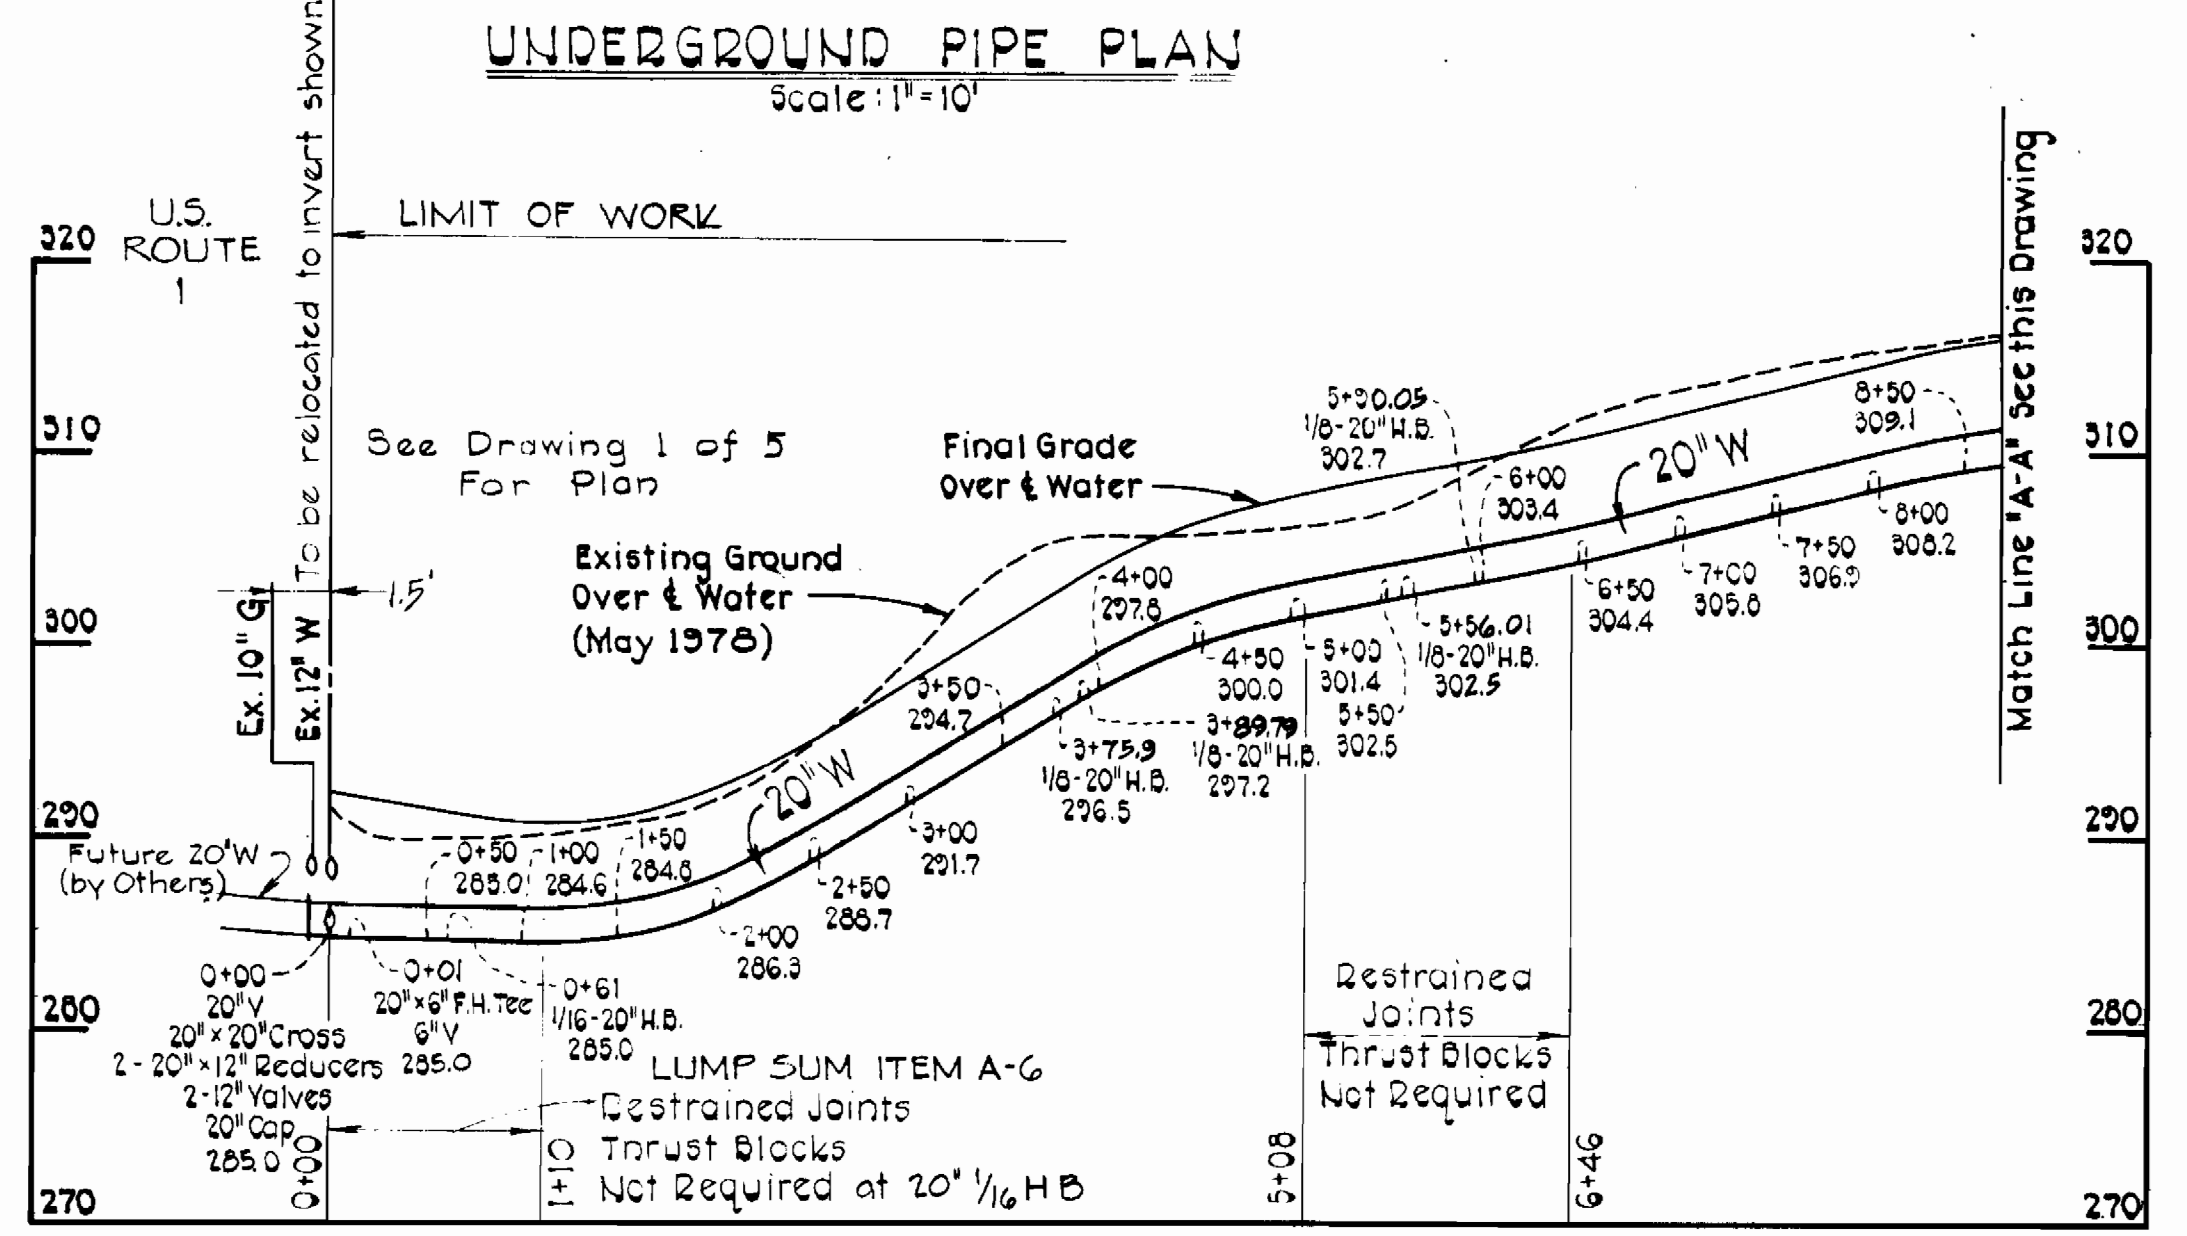 UNDERGROUND PIPE PLAN
Scale: 1"=10'
To be relocated to invert shown
U.S.
ROUTE
1
LIMIT OF WORK
320
310
300
290
280
270
320
310
300
290
280
270
Match Line "A-A" See this Drawing
See Drawing 1 of 5
For Plan
Final Grade
Over ℄ Water
Existing Ground
Over ℄ Water
(May 1978)
1.5'
Ex. 10" G
Ex. 12" W
Future 20"W
(by Others)
20" W
20" W
0+00
20" V
20"x20" Cross
2-20"x12" Reducers
2-12" Valves
20" Cap
285.0
0+01
20"x6" F.H. Tee
6" V
285.0
0+50
285.0
0+61
1/16-20" H.B.
285.0
1+00
284.6
1+50
284.8
2+00
286.3
2+50
288.7
3+00
291.7
3+50
294.7
3+75.9
1/8-20" H.B.
296.5
3+89.79
1/8-20" H.B.
297.2
4+00
297.8
4+50
300.0
5+00
301.4
5+50
302.5
5+56.01
1/8-20" H.B.
302.5
5+90.05
1/8-20" H.B.
302.7
6+00
303.4
6+50
304.4
7+00
305.8
7+50
306.9
8+00
308.2
8+50
309.1
LUMP SUM ITEM A-6
Restrained Joints
Thrust Blocks
Not Required at 20" 1/16 HB
Restrained
Joints
Thrust Blocks
Not Required
0+00
1+10
5+08
6+46